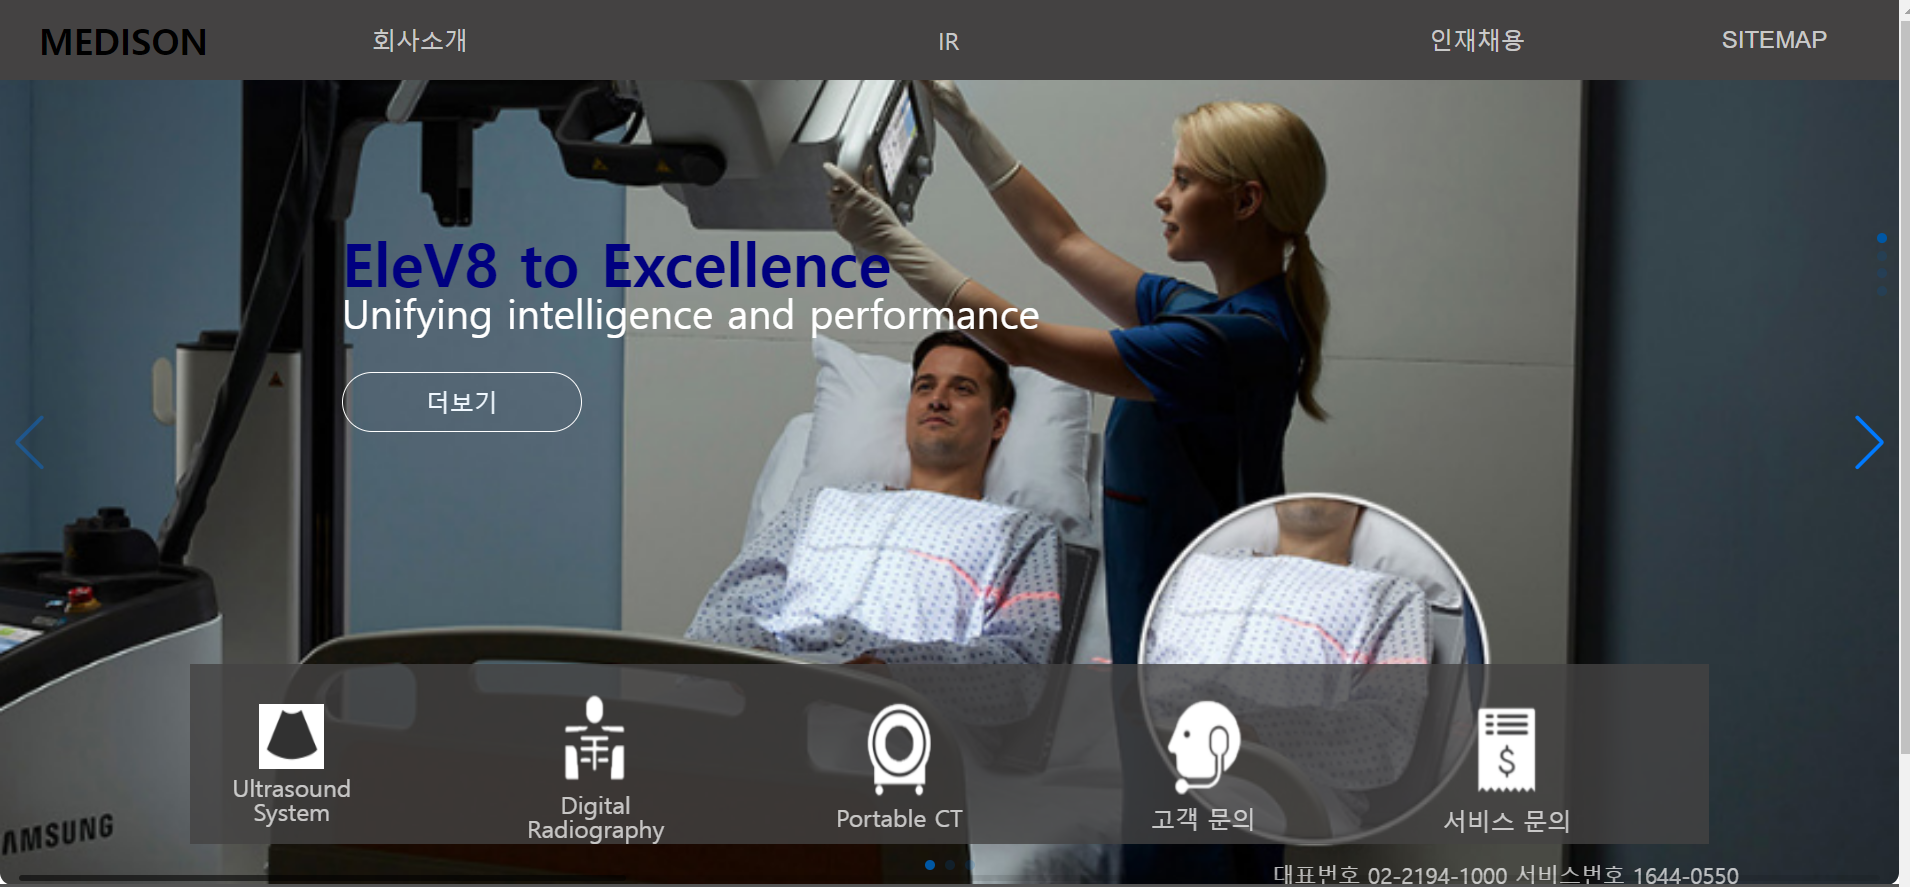 MEDISON 회사소개 IR 인재채용 SITEMAP
EleV8 to Excellence
Unifying intelligence and performance
더보기
Ultrasound
System
Digital
Radiography
Portable CT
고객 문의
서비스 문의
AMSUNG
대표번호 02-2194-1000 서비스번호 1644-0550